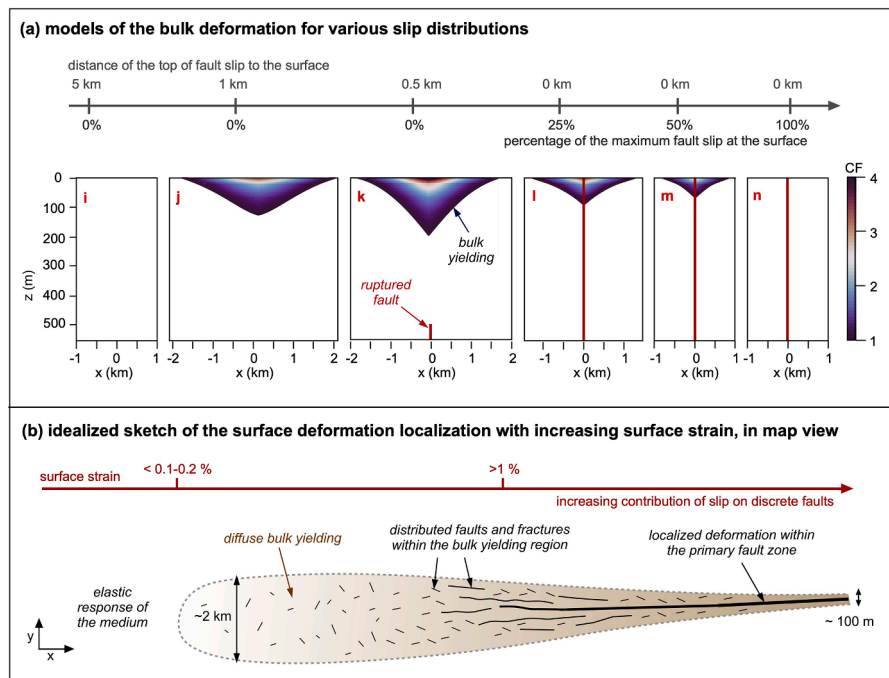 (a) models of the bulk deformation for various slip distributions
distance of the top of fault slip to the surface
5 km 1 km 0.5 km 0 km 0 km 0 km
0% 0% 0% 25% 50% 100%
percentage of the maximum fault slip at the surface
CF
i j k l m n
0 100 200 300 400 500
z (m)
4 3 2 1
bulk
yielding
ruptured
fault
-1 0 1 -2 -1 0 1 2 -2 -1 0 1 2 -1 0 1 -1 0 1 -1 0 1
x (km) x (km) x (km) x (km) x (km) x (km)
(b) idealized sketch of the surface deformation localization with increasing surface strain, in map view
surface strain
< 0.1-0.2 % >1 %
increasing contribution of slip on discrete faults
diffuse bulk yielding
distributed faults and fractures
within the bulk yielding region
localized deformation within
the primary fault zone
elastic
response of
the medium
~2 km
~ 100 m
y
x